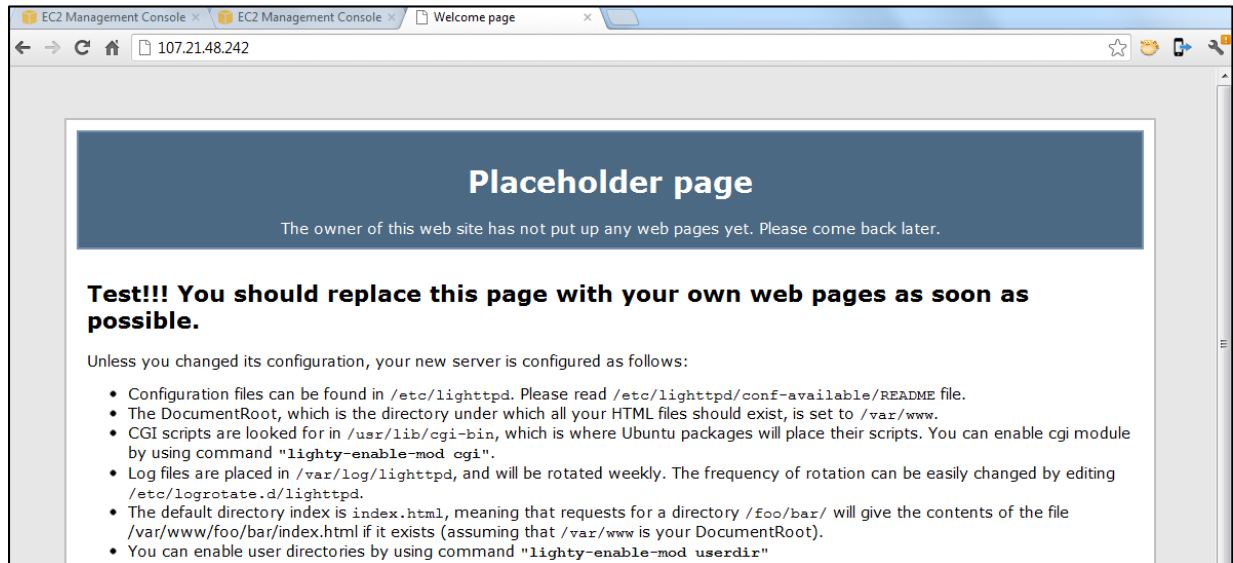 EC2 Management Console
EC2 Management Console
Welcome page
107.21.48.242
Placeholder page
The owner of this web site has not put up any web pages yet. Please come back later.
Test!!! You should replace this page with your own web pages as soon as
possible.
Unless you changed its configuration, your new server is configured as follows:
• Configuration files can be found in /etc/lighttpd. Please read /etc/lighttpd/conf-available/README file.
• The DocumentRoot, which is the directory under which all your HTML files should exist, is set to /var/www.
• CGI scripts are looked for in /usr/lib/cgi-bin, which is where Ubuntu packages will place their scripts. You can enable cgi module
by using command "lighty-enable-mod cgi".
• Log files are placed in /var/log/lighttpd, and will be rotated weekly. The frequency of rotation can be easily changed by editing
/etc/logrotate.d/lighttpd.
• The default directory index is index.html, meaning that requests for a directory /foo/bar/ will give the contents of the file
/var/www/foo/bar/index.html if it exists (assuming that /var/www is your DocumentRoot).
• You can enable user directories by using command "lighty-enable-mod userdir"